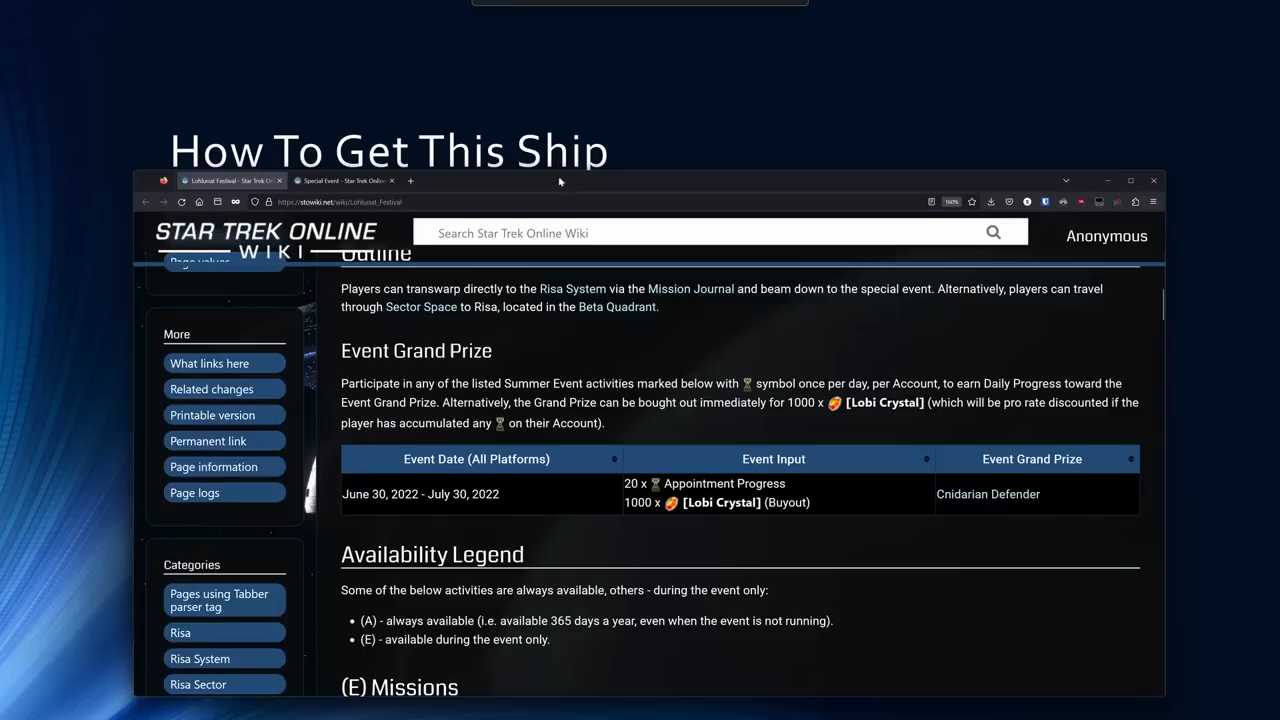 How To Get This Ship
Lohlunat Festival - Star Trek On
Special Event - Star Trek Online
https://stowiki.net/wiki/Lohlunat_Festival
160%
STAR TREK ONLINE
WIKI
Search Star Trek Online Wiki
Anonymous
Page values
Outline
Players can transwarp directly to the Risa System via the Mission Journal and beam down to the special event. Alternatively, players can travel
through Sector Space to Risa, located in the Beta Quadrant.
More
What links here
Related changes
Printable version
Permanent link
Page information
Page logs
Event Grand Prize
Participate in any of the listed Summer Event activities marked below with symbol once per day, per Account, to earn Daily Progress toward the
Event Grand Prize. Alternatively, the Grand Prize can be bought out immediately for 1000 x [Lobi Crystal] (which will be pro rate discounted if the
player has accumulated any on their Account).
Event Date (All Platforms) Event Input Event Grand Prize
June 30, 2022 - July 30, 2022
20 x Appointment Progress
1000 x [Lobi Crystal] (Buyout)
Cnidarian Defender
Availability Legend
Some of the below activities are always available, others - during the event only:
• (A) - always available (i.e. available 365 days a year, even when the event is not running).
• (E) - available during the event only.
(E) Missions
Categories
Pages using Tabber
parser tag
Risa
Risa System
Risa Sector